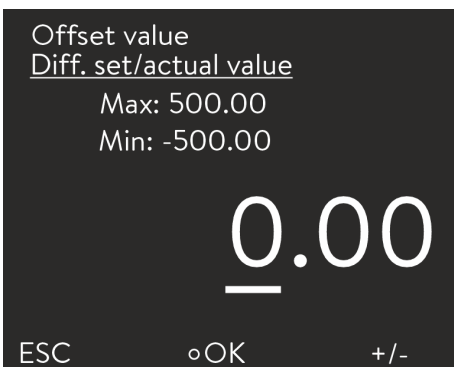 Offset value
Diff. set/actual value
Max: 500.00
Min: -500.00
0.00
ESC ○OK +/-